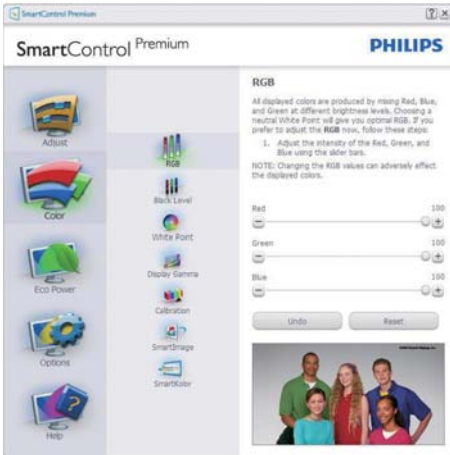 SmartControl Premium
SmartControl Premium
PHILIPS
Adjust
Color
Eco Power
Options
Help
RGB
Black Level
White Point
Display Gamma
Calibration
SmartImage
SmartKolor
RGB
All displayed colors are produced by mixing Red, Blue,
and Green at different brightness levels. Choosing a
neutral White Point will give you optimal RGB. If you
prefer to adjust the RGB now, follow these steps:
1. Adjust the intensity of the Red, Green, and
Blue using the slider bars.
NOTE: Changing the RGB values can adversely affect
the displayed colors.
Red 100
Green 100
Blue 100
Undo Reset